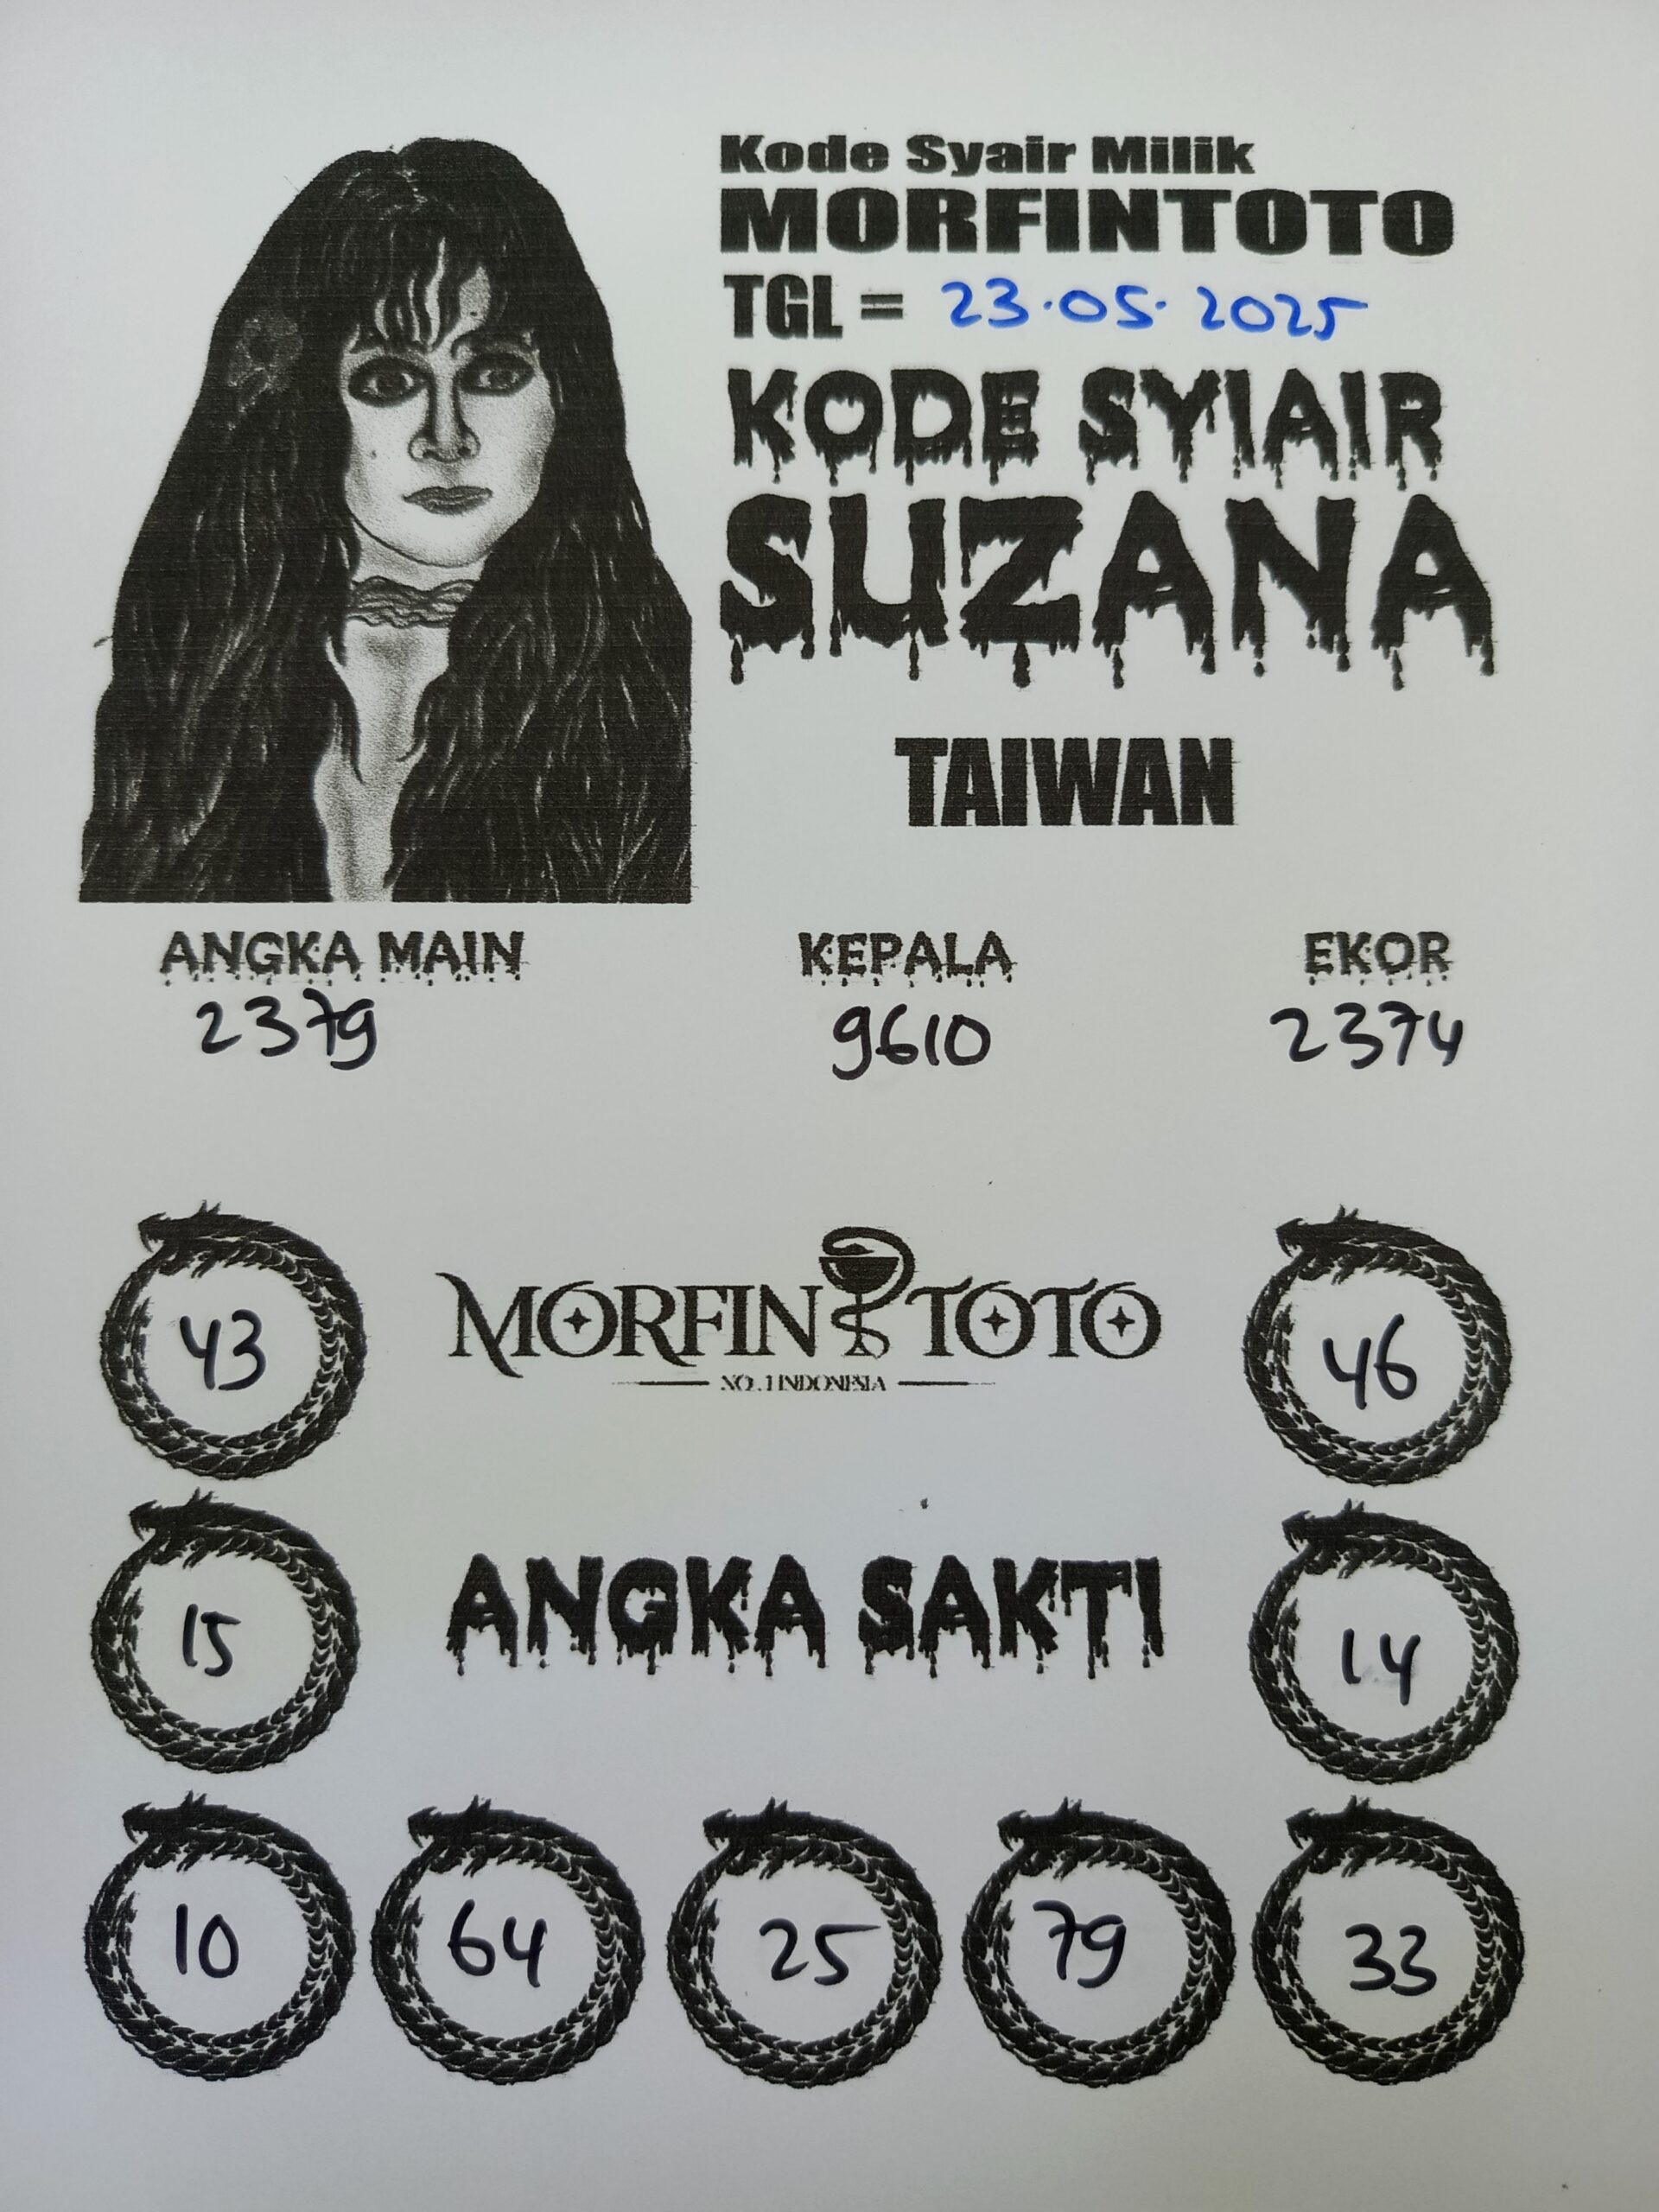 Kode Syair Milik
MORFINTOTO
TGL = 23.05.2025
KODE SYIAIR
SUZANA
TAIWAN
ANGKA MAIN KEPALA EKOR
2379 9610 2374
43 MORFIN TOTO 46
NO.1 INDONESIA
15 ANGKA SAKTI 14
10 64 25 79 33